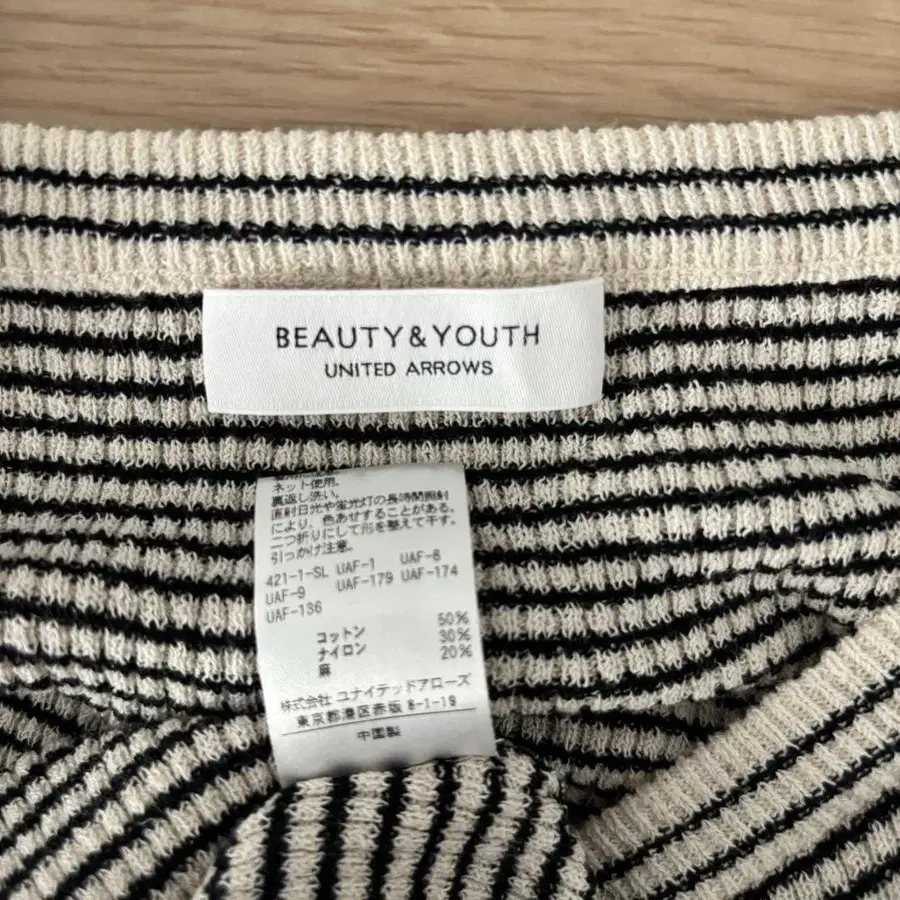 BEAUTY&YOUTH
UNITED ARROWS
ネット使用。
裏返し洗い。
直射日光や蛍光灯の長時間照射
により、色あせすることがある。
二つ折りにして形を整えて干す。
引っかけ注意。
421-1-SL UAF-1 UAF-8
UAF-9 UAF-179 UAF-174
UAF-136
コットン 50%
ナイロン 30%
麻 20%
株式会社 ユナイテッドアローズ
東京都港区赤坂 8-1-19
中国製